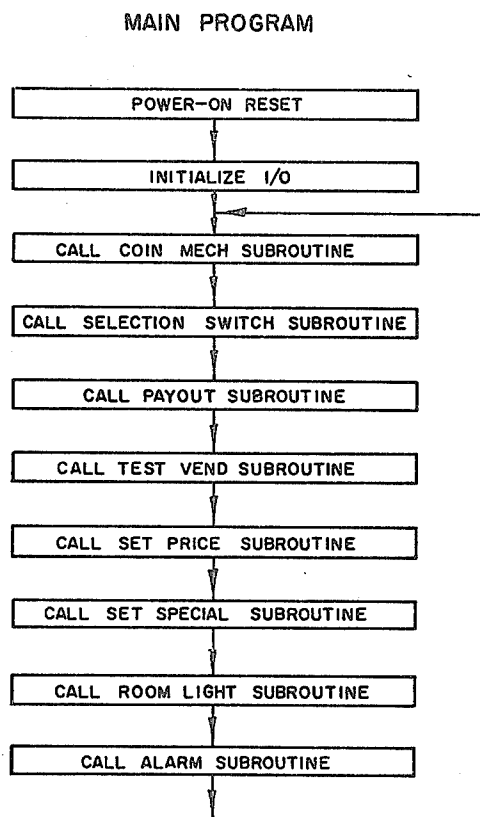 MAIN PROGRAM
POWER-ON RESET
INITIALIZE I/O
CALL COIN MECH SUBROUTINE
CALL SELECTION SWITCH SUBROUTINE
CALL PAYOUT SUBROUTINE
CALL TEST VEND SUBROUTINE
CALL SET PRICE SUBROUTINE
CALL SET SPECIAL SUBROUTINE
CALL ROOM LIGHT SUBROUTINE
CALL ALARM SUBROUTINE